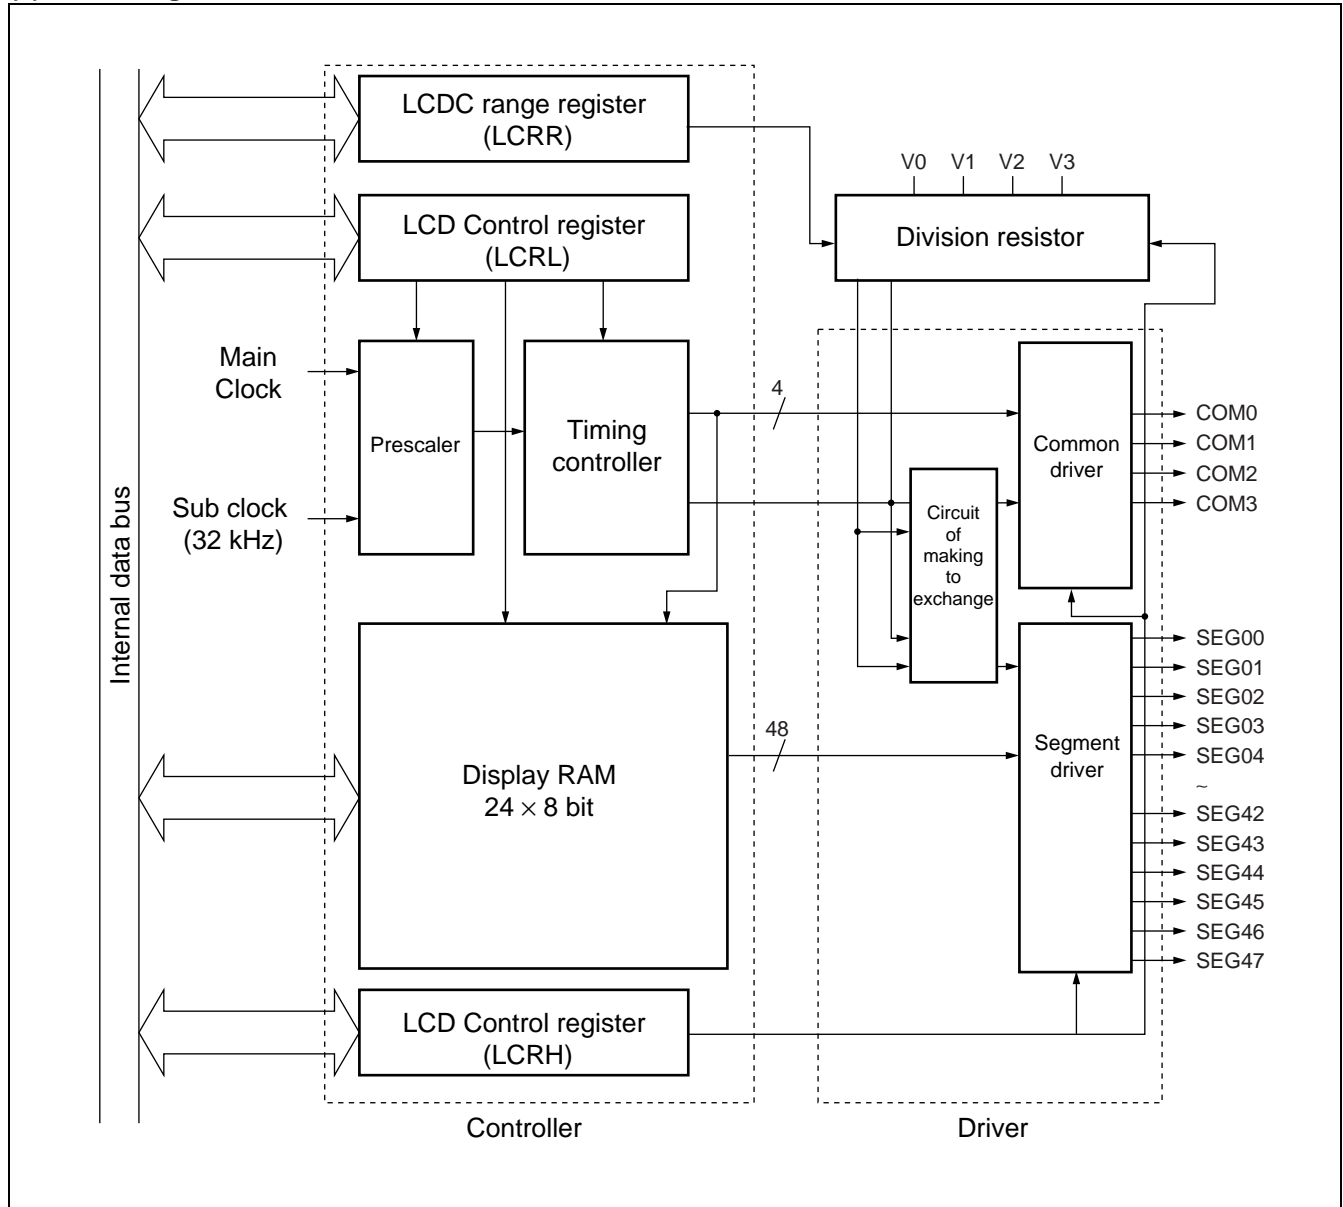 LCDC range register
(LCRR)
V0 V1 V2 V3
LCD Control register
(LCRL)
Division resistor
Main
Clock
Prescaler
Timing
controller
4
Common
driver
COM0
COM1
COM2
COM3
Sub clock
(32 kHz)
Circuit
of
making
to
exchange
Internal data bus
Display RAM
24 × 8 bit
48
Segment
driver
SEG00
SEG01
SEG02
SEG03
SEG04
~
SEG42
SEG43
SEG44
SEG45
SEG46
SEG47
LCD Control register
(LCRH)
Controller
Driver